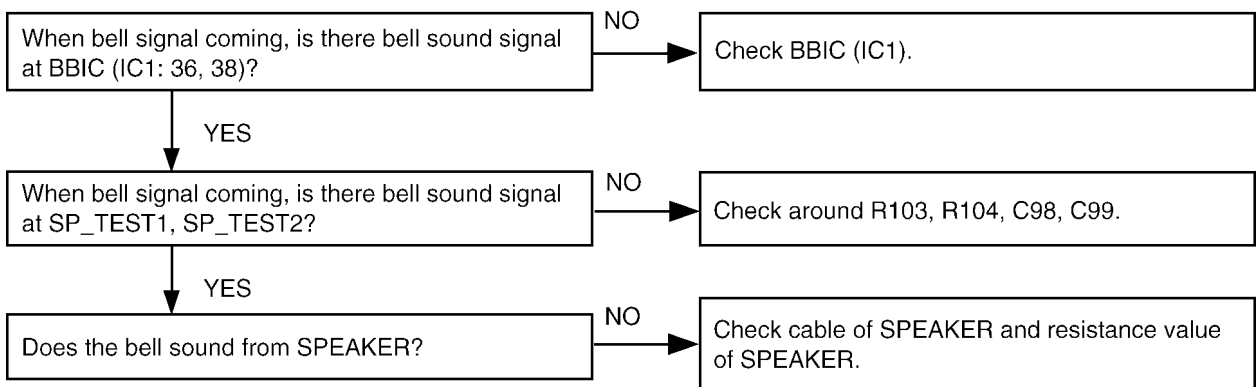 When bell signal coming, is there bell sound signal
at BBIC (IC1: 36, 38)?
NO
Check BBIC (IC1).
YES
When bell signal coming, is there bell sound signal
at SP_TEST1, SP_TEST2?
NO
Check around R103, R104, C98, C99.
YES
Does the bell sound from SPEAKER?
NO
Check cable of SPEAKER and resistance value
of SPEAKER.